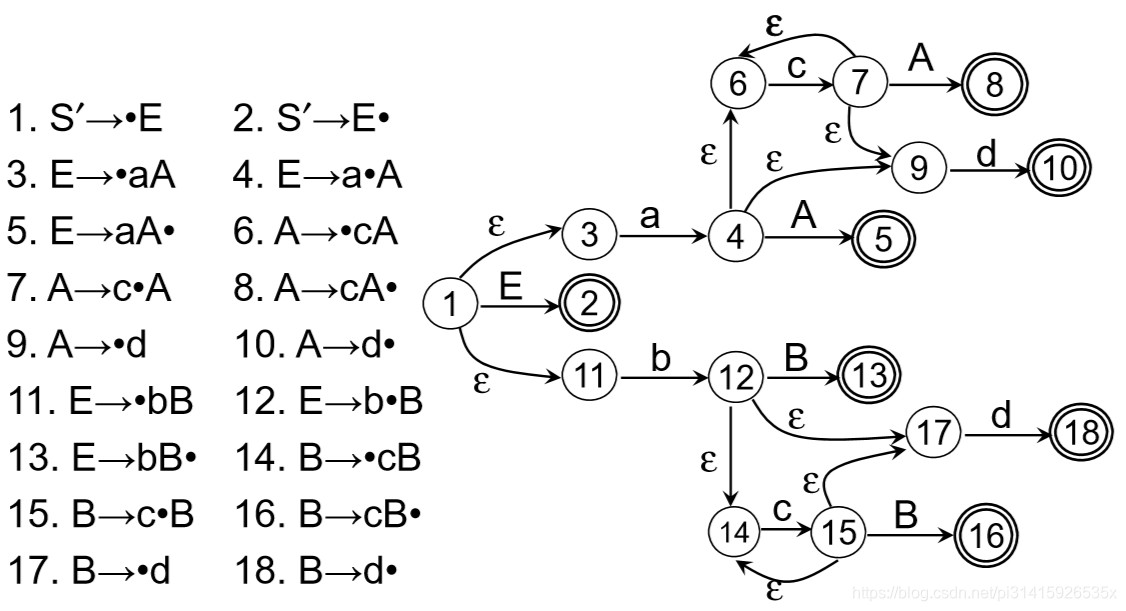 1. S′→•E 2. S′→E•
3. E→•aA 4. E→a•A
5. E→aA• 6. A→•cA
7. A→c•A 8. A→cA•
9. A→•d 10. A→d•
11. E→•bB 12. E→b•B
13. E→bB• 14. B→•cB
15. B→c•B 16. B→cB•
17. B→•d 18. B→d•
ε
6 c 7 A 8
ε ε ε 9 d 10
ε 3 a 4 A 5
1 E 2
ε 11 b 12 B 13
ε ε 17 d 18
ε
14 c 15 B 16
ε
https://blog.csdn.net/pi31415926535x